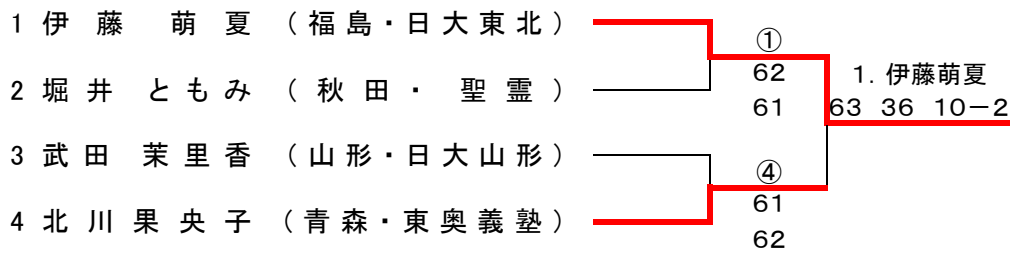 1 伊藤 萌夏 (福島・日大東北)
①
62
2 堀井 ともみ (秋田・ 聖霊)
61
1. 伊藤萌夏
63 36 10-2
3 武田 茉里香 (山形・日大山形)
④
61
4 北川果央子 (青森・東奥義塾)
62